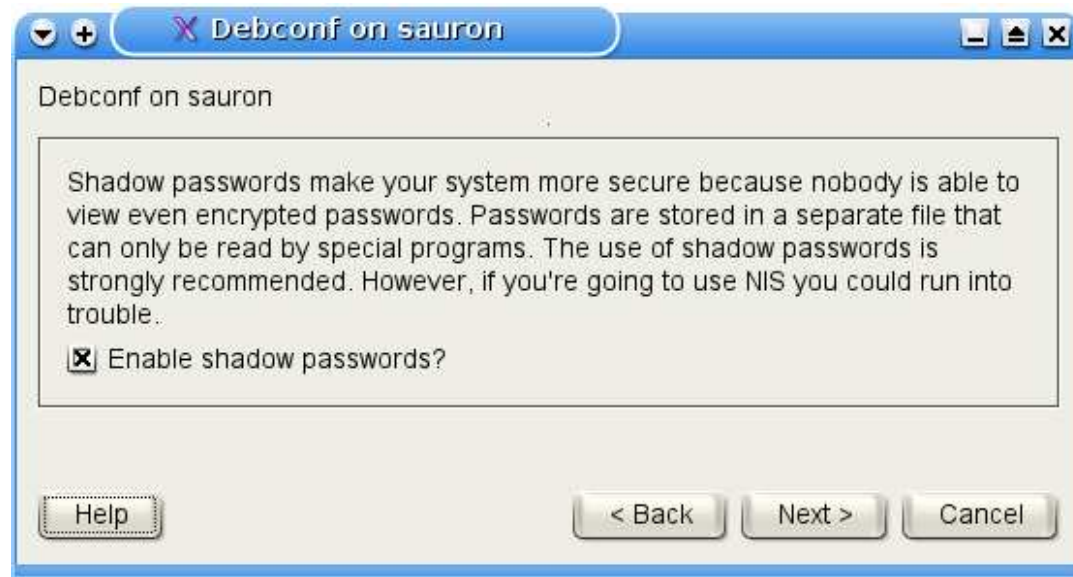 Debconf on sauron
Debconf on sauron
Shadow passwords make your system more secure because nobody is able to
view even encrypted passwords. Passwords are stored in a separate file that
can only be read by special programs. The use of shadow passwords is
strongly recommended. However, if you're going to use NIS you could run into
trouble.
Enable shadow passwords?
Help
< Back
Next >
Cancel